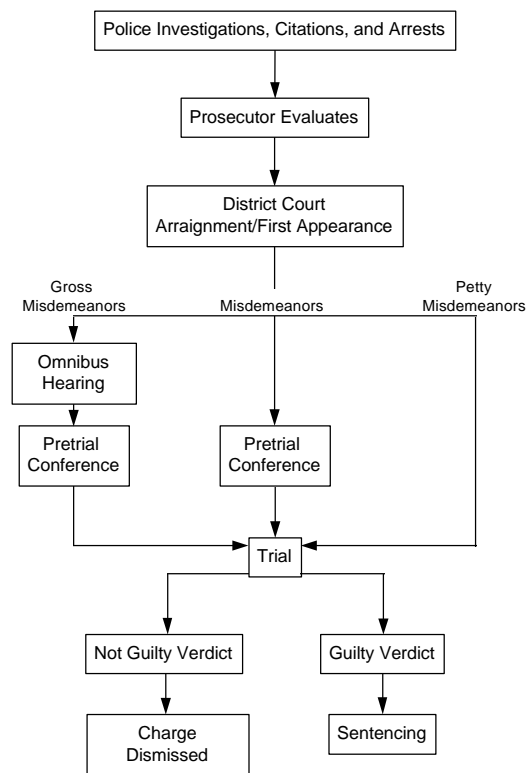 Police Investigations, Citations, and Arrests
Prosecutor Evaluates
District Court
Arraignment/First Appearance
Gross
Misdemeanors
Misdemeanors
Petty
Misdemeanors
Omnibus
Hearing
Pretrial
Conference
Pretrial
Conference
Trial
Not Guilty Verdict
Guilty Verdict
Charge
Dismissed
Sentencing